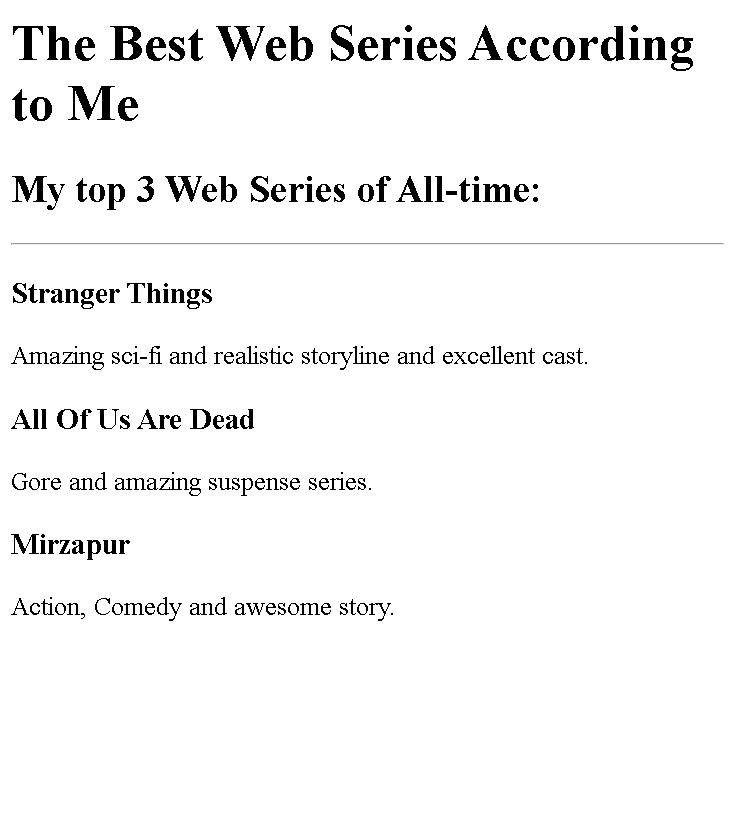 The Best Web Series According
to Me
My top 3 Web Series of All-time:
Stranger Things
Amazing sci-fi and realistic storyline and excellent cast.
All Of Us Are Dead
Gore and amazing suspense series.
Mirzapur
Action, Comedy and awesome story.